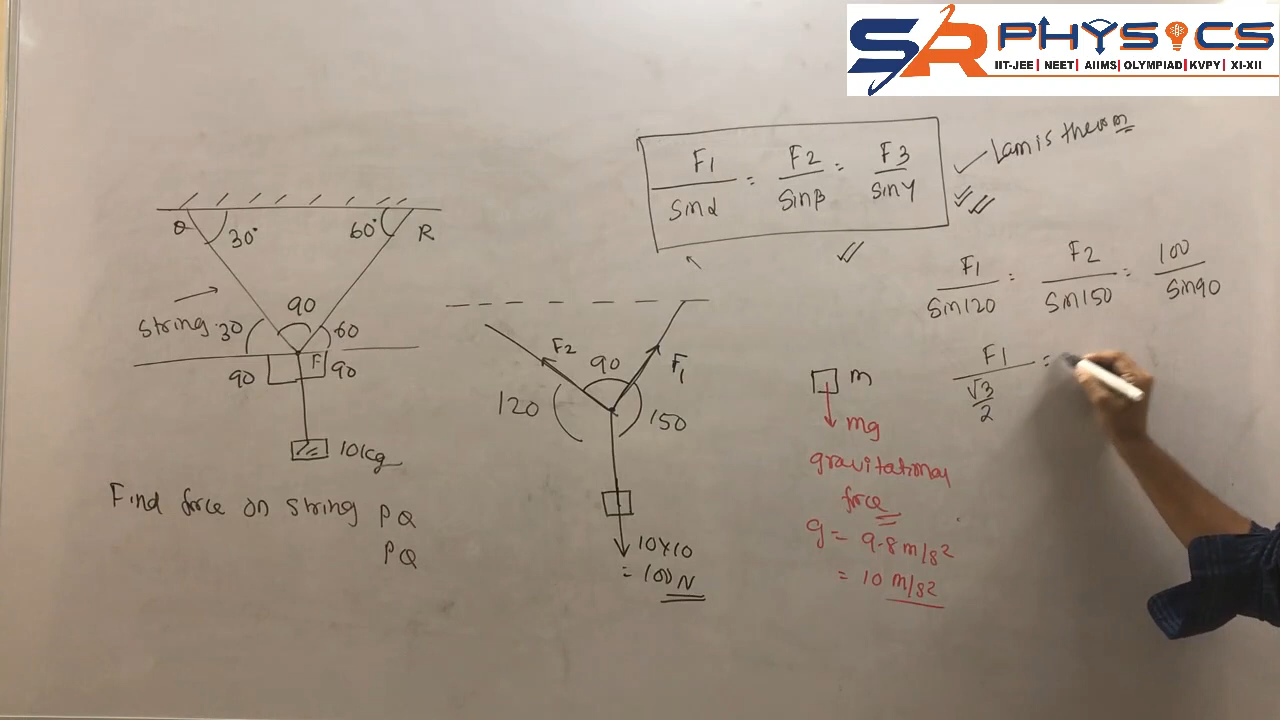 SR PHYSICS
IIT-JEE | NEET | AIIMS | OLYMPIAD | KVPY | XI-XII
F1/sinα = F2/sinβ = F3/sinγ
Lamis theorm
Q 30° 60° R
String 30 90 60
90 F 90
10kg
Find force on string PQ
PQ
F2 90 F1
120 150
10×10
= 100N
m
mg
gravitational
force
g = 9.8 m/s2
= 10 m/s2
F1/sin120 = F2/sin150 = 100/sin90
F1/(√3/2) =